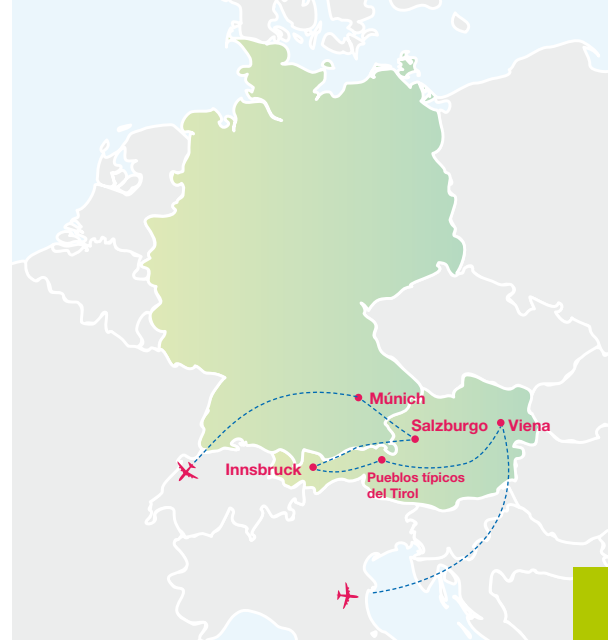 Múnich
Salzburgo
Viena
Innsbruck
Pueblos típicos
del Tirol